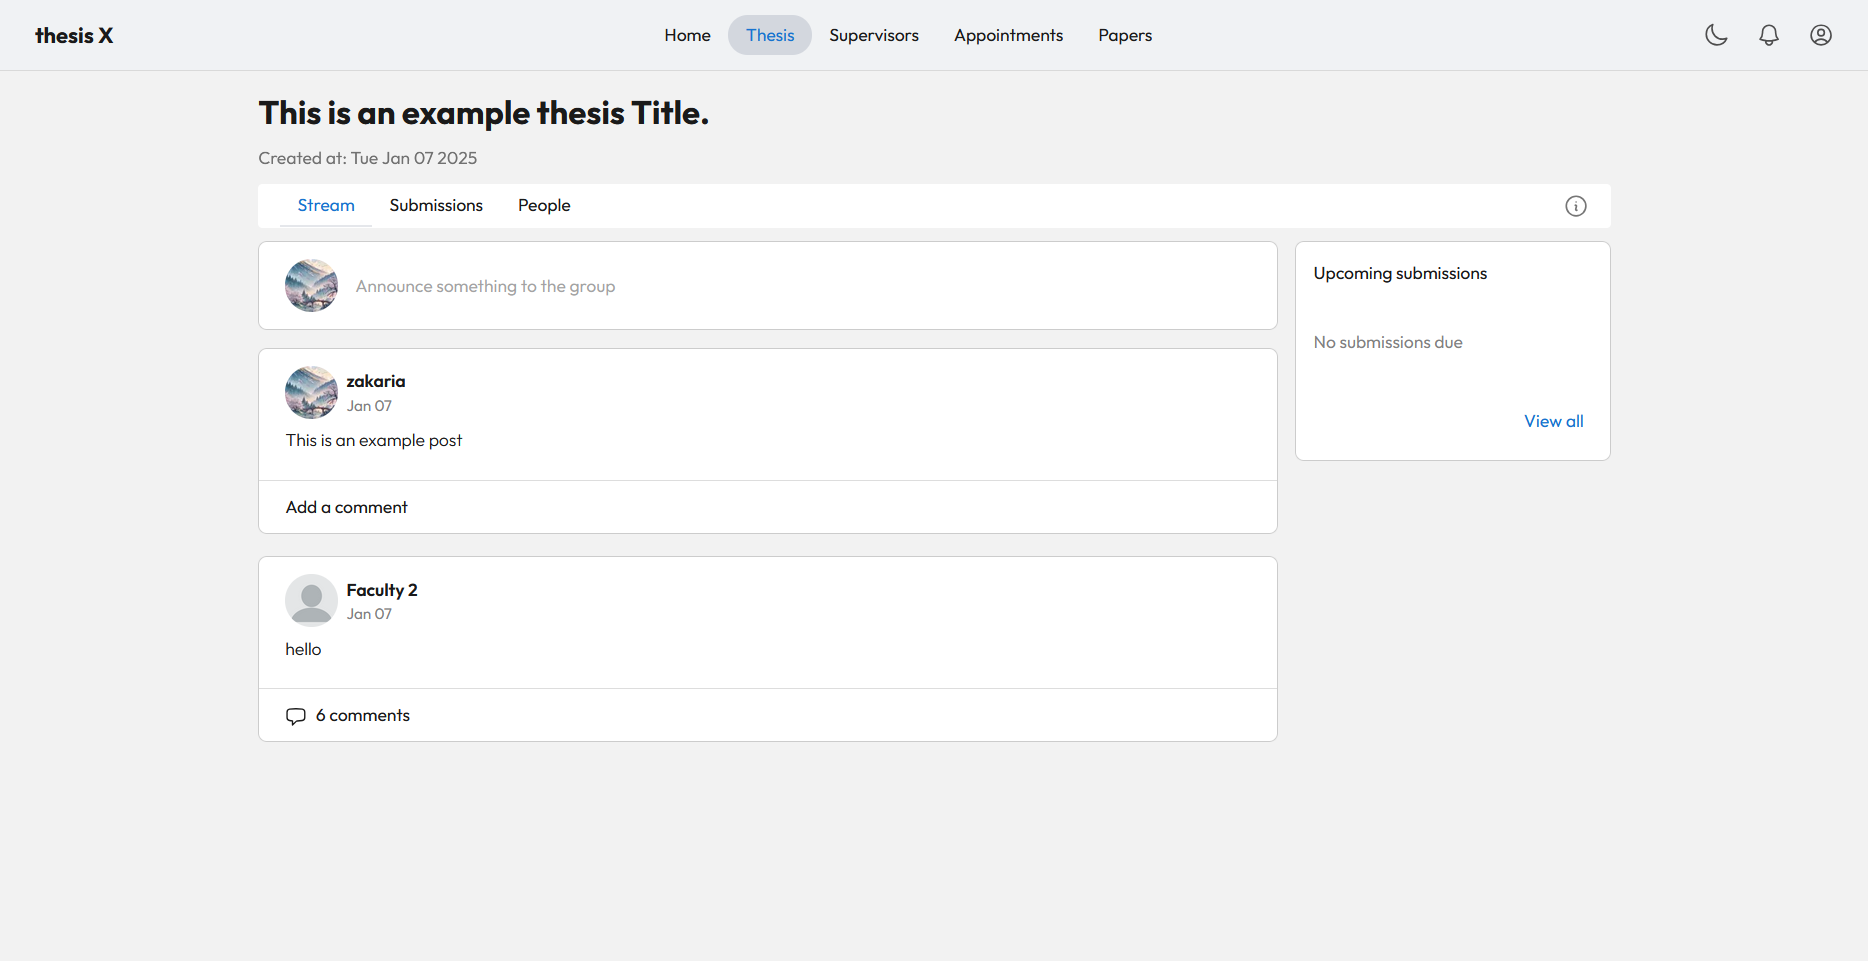 thesis X
Home Thesis Supervisors Appointments Papers
This is an example thesis Title.
Created at: Tue Jan 07 2025
Stream Submissions People
Announce something to the group
zakaria
Jan 07
This is an example post
Add a comment
Faculty 2
Jan 07
hello
6 comments
Upcoming submissions
No submissions due
View all